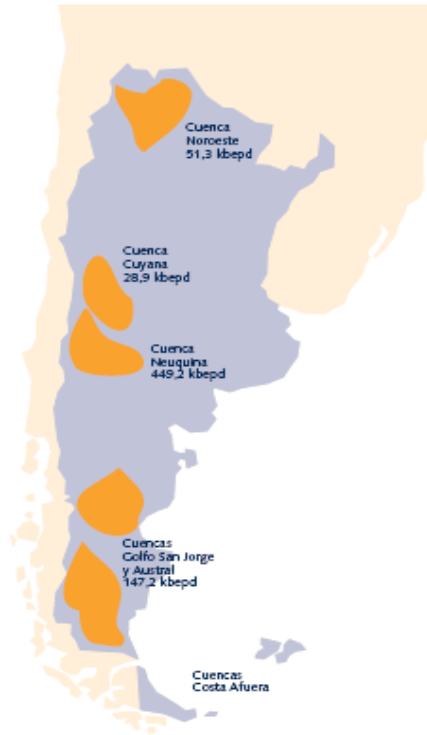 Cuenca
Noroeste
51,3 kbepd
Cuenca
Cuyana
28,9 kbepd
Cuenca
Neuquina
449,2 kbepd
Cuencas
Golfo San Jorge
y Austral
147,2 kbepd
Cuencas
Costa Afuera